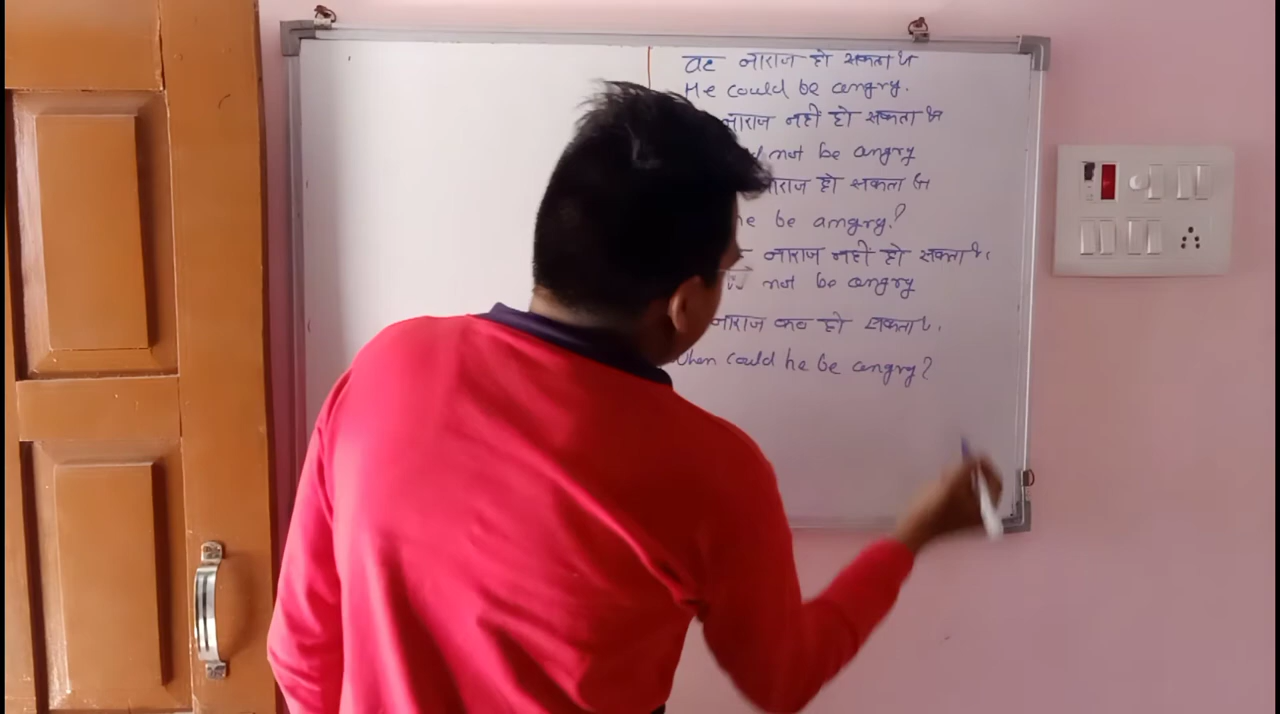 वह नाराज हो सकता था
He could be angry.
नाराज नहीं हो सकता था
not be angry
नाराज हो सकता था
he be angry?
नाराज नहीं हो सकता था
not be angry
नाराज कब हो सकता था
When could he be angry?